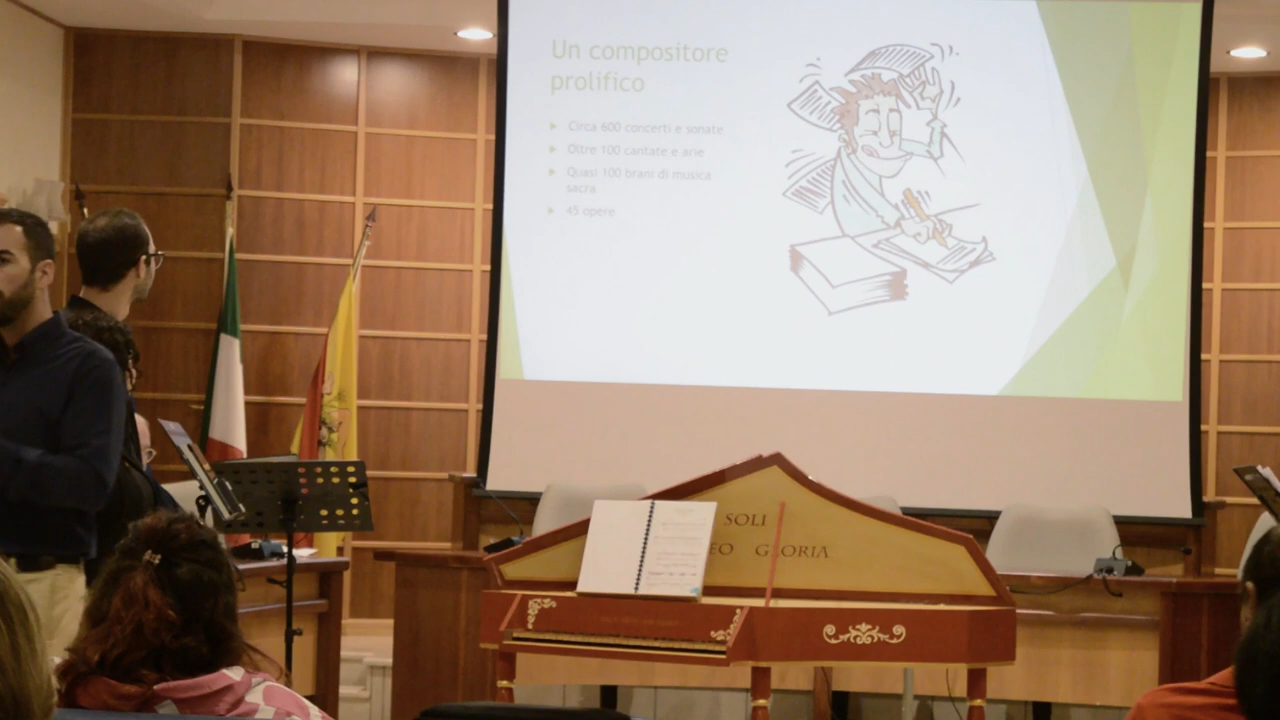 Un compositore
prolifico
Circa 600 concerti e sonate
Oltre 100 cantate e arie
Quasi 100 brani di musica
sacra
45 opere
SOLI
EO GLORIA